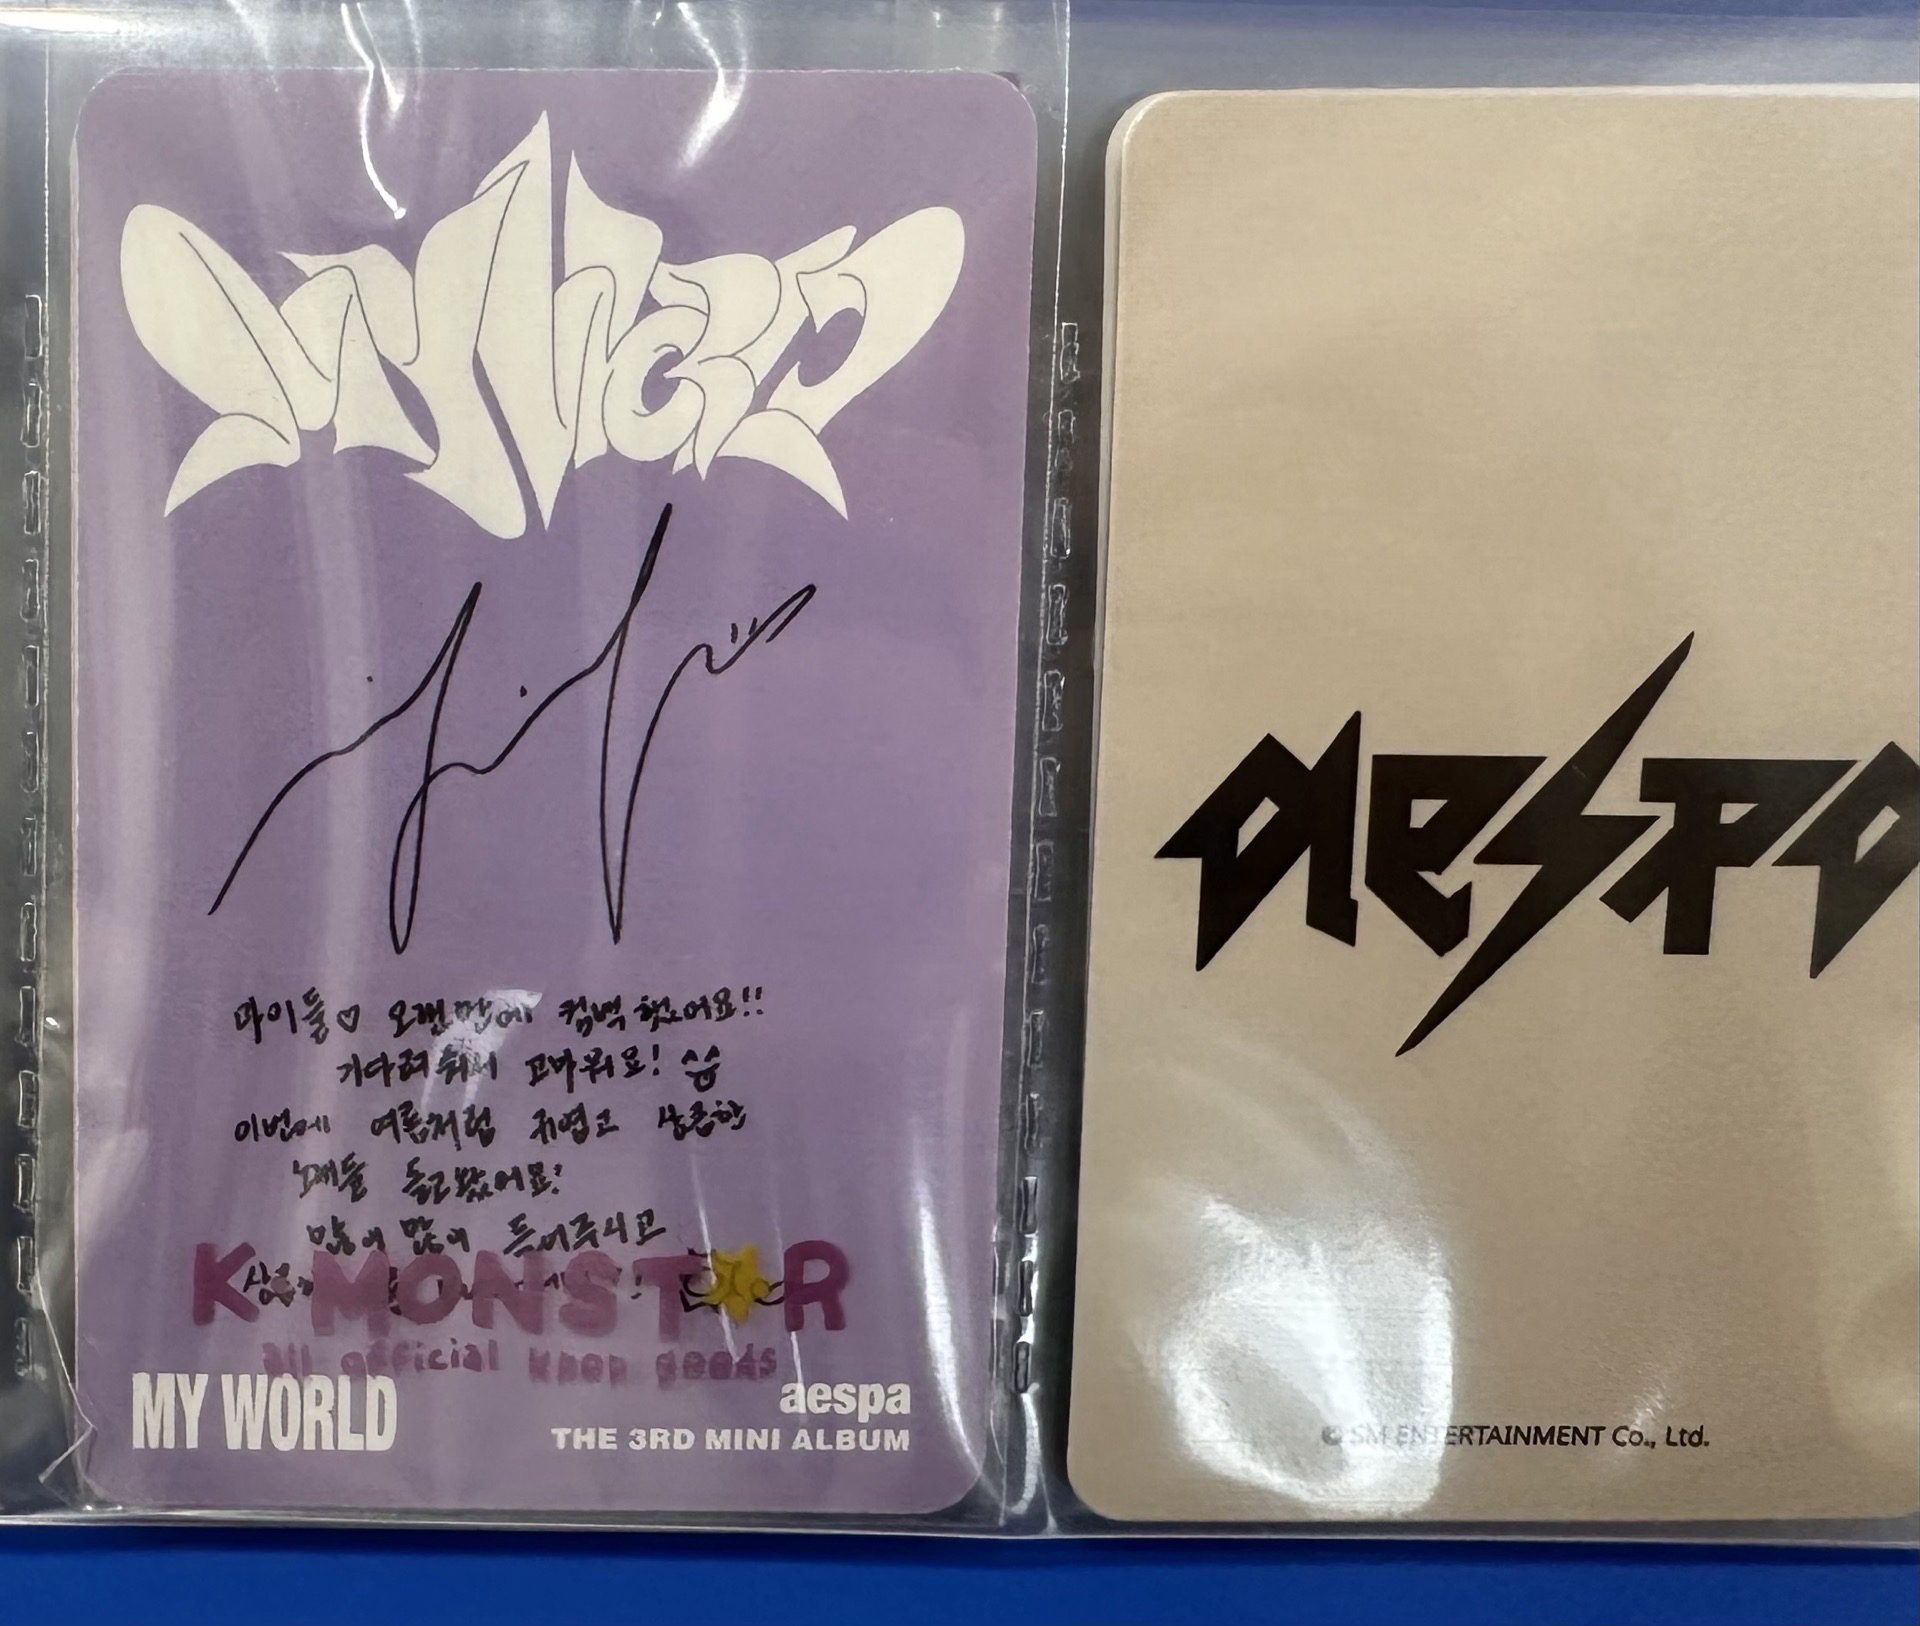 MY WORLD
마이들♡ 오랜만에 컴백했어요!!
기다려줘서 고마워요!
이번에 여름처럼 귀엽고 상큼한
노래들 들고왔어요!
많이 많이 들어주시고
K-MONST★R
all official kpop goods
MY WORLD
aespa
THE 3RD MINI ALBUM
aespa
© SM ENTERTAINMENT Co., Ltd.